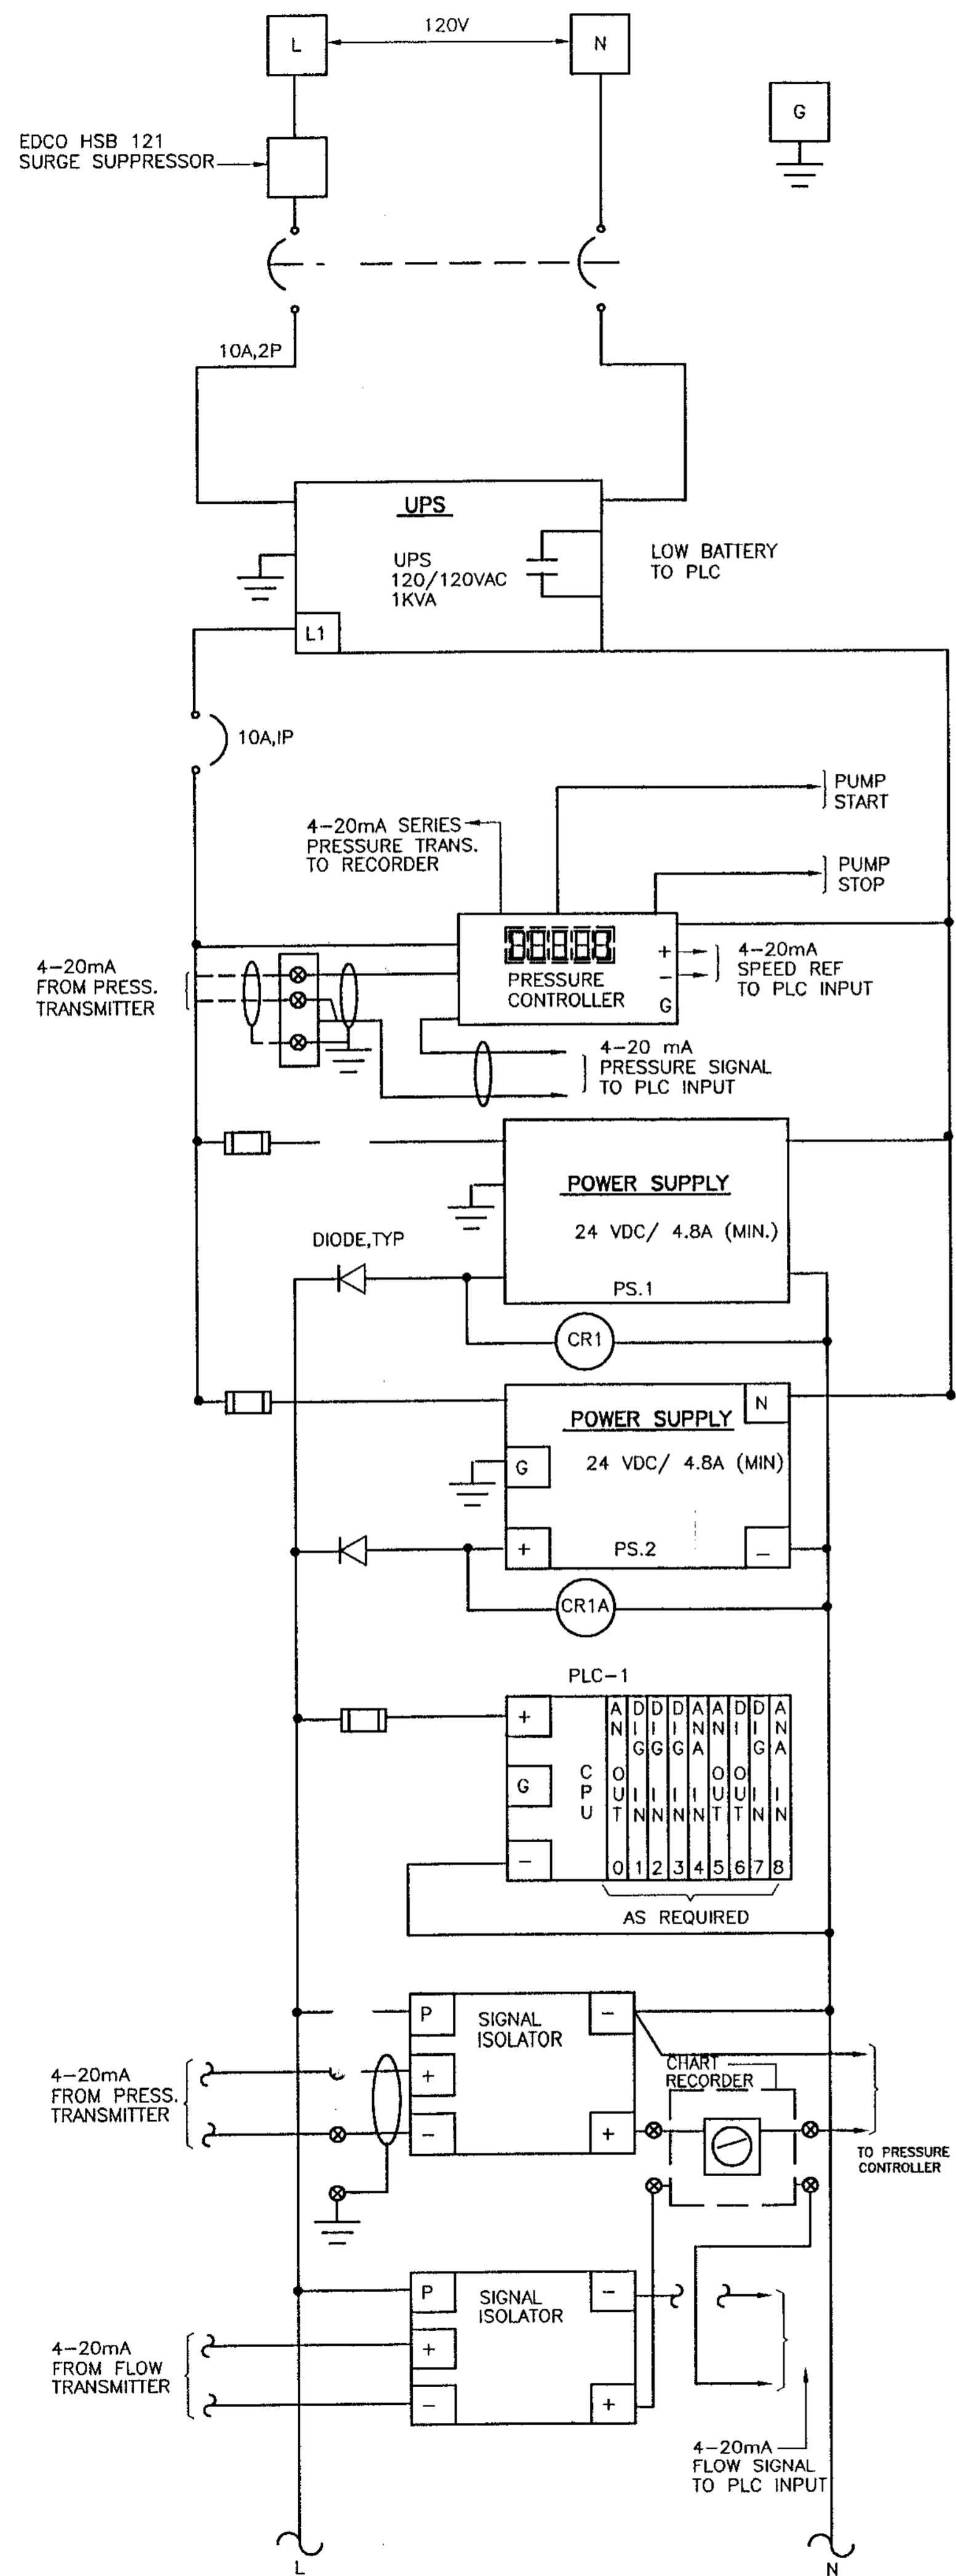 L
120V
N
G
EDCO HSB 121
SURGE SUPPRESSOR
10A,2P
UPS
UPS
120/120VAC
1KVA
LOW BATTERY
TO PLC
L1
10A,IP
PUMP
START
4-20mA SERIES
PRESSURE TRANS.
TO RECORDER
PUMP
STOP
4-20mA
FROM PRESS.
TRANSMITTER
88888
PRESSURE
CONTROLLER
+
-
G
4-20mA
SPEED REF
TO PLC INPUT
4-20 mA
PRESSURE SIGNAL
TO PLC INPUT
POWER SUPPLY
24 VDC/ 4.8A (MIN.)
PS.1
DIODE,TYP
CR1
N
POWER SUPPLY
G
24 VDC/ 4.8A (MIN)
+
PS.2
-
CR1A
PLC-1
+
G
-
CPU
AN OUT 0
DIG IN 1
DIG IN 2
DIG IN 3
ANA IN 4
AN OUT 5
DI OUT 6
DIG IN 7
ANA IN 8
AS REQUIRED
P
SIGNAL
ISOLATOR
-
+
-
+
4-20mA
FROM PRESS.
TRANSMITTER
CHART
RECORDER
TO PRESSURE
CONTROLLER
P
SIGNAL
ISOLATOR
-
+
-
+
4-20mA
FROM FLOW
TRANSMITTER
4-20mA
FLOW SIGNAL
TO PLC INPUT
L
N